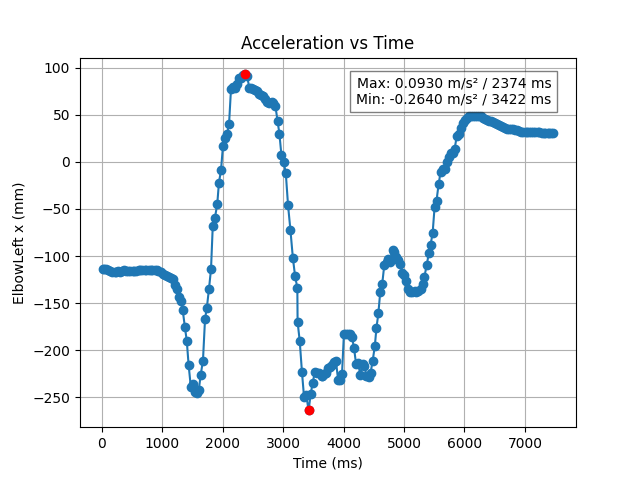 Acceleration vs Time
Max: 0.0930 m/s² / 2374 ms
Min: -0.2640 m/s² / 3422 ms
100
50
0
−50
−100
−150
−200
−250
ElbowLeft x (mm)
0 1000 2000 3000 4000 5000 6000 7000
Time (ms)